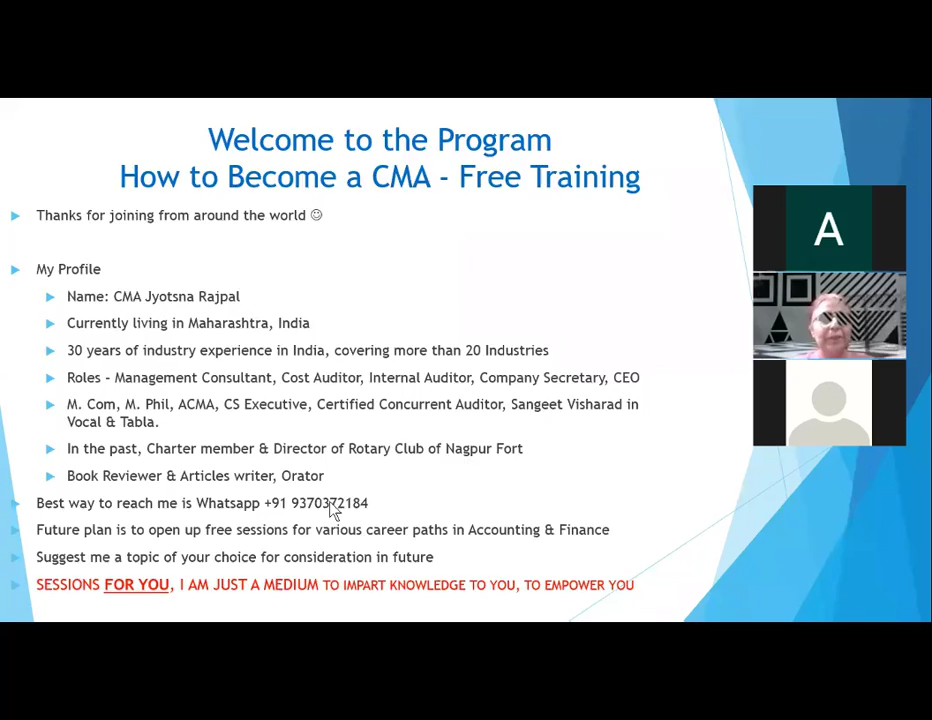 Welcome to the Program
How to Become a CMA - Free Training
Thanks for joining from around the world ☺
My Profile
Name: CMA Jyotsna Rajpal
Currently living in Maharashtra, India
30 years of industry experience in India, covering more than 20 Industries
Roles - Management Consultant, Cost Auditor, Internal Auditor, Company Secretary, CEO
M. Com, M. Phil, ACMA, CS Executive, Certified Concurrent Auditor, Sangeet Visharad in
Vocal & Tabla.
In the past, Charter member & Director of Rotary Club of Nagpur Fort
Book Reviewer & Articles writer, Orator
Best way to reach me is Whatsapp +91 9370372184
Future plan is to open up free sessions for various career paths in Accounting & Finance
Suggest me a topic of your choice for consideration in future
SESSIONS FOR YOU, I AM JUST A MEDIUM TO IMPART KNOWLEDGE TO YOU, TO EMPOWER YOU
A